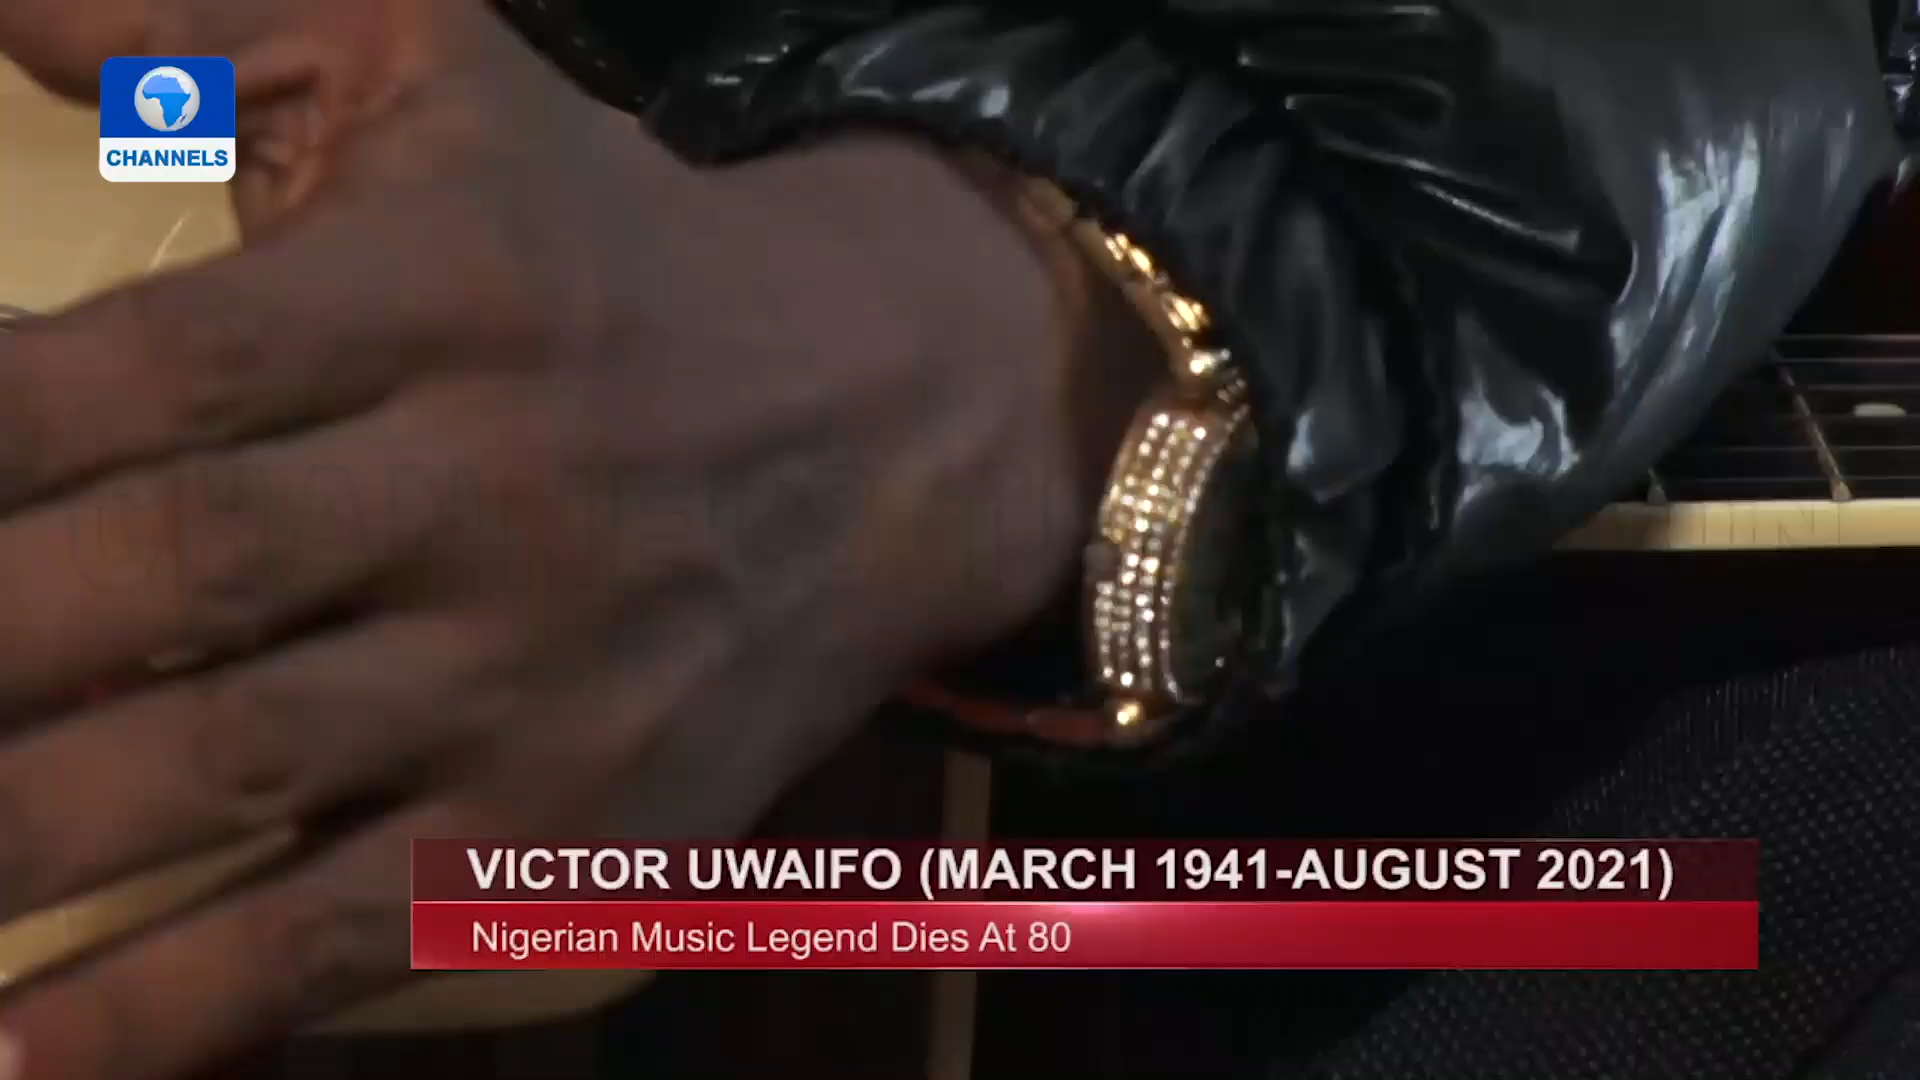 CHANNELS
VICTOR UWAIFO (MARCH 1941-AUGUST 2021)
Nigerian Music Legend Dies At 80